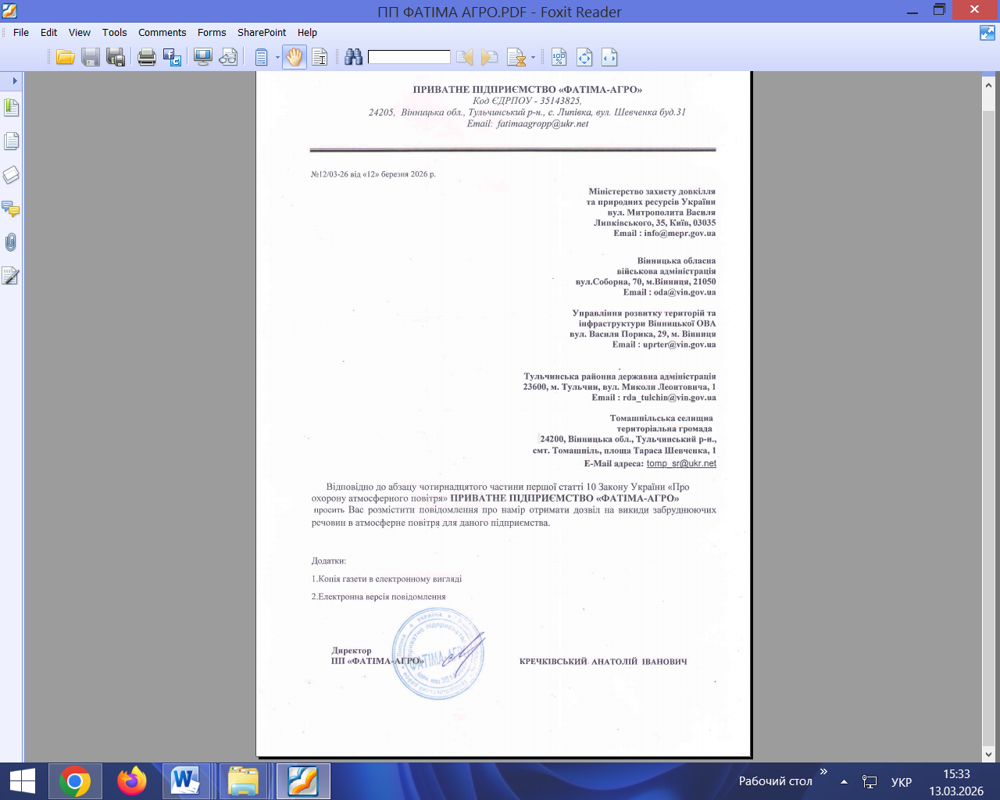 ПП ФАТІМА АГРО.PDF - Foxit Reader
File Edit View Tools Comments Forms SharePoint Help
ПРИВАТНЕ ПІДПРИЄМСТВО «ФАТІМА-АГРО»
Код ЄДРПОУ - 35143825,
24205, Вінницька обл., Тульчинський р-н., с. Липівка, вул. Шевченка буд.31
Email: fatimaagropp@ukr.net
№12/03-26 від «12» березня 2026 р.
Міністерство захисту довкілля
та природних ресурсів України
вул. Митрополита Василя
Липківського, 35, Київ, 03035
Email : info@mepr.gov.ua
Вінницька обласна
військова адміністрація
вул.Соборна, 70, м.Вінниця, 21050
Email : oda@vin.gov.ua
Управління розвитку територій та
інфраструктури Вінницької ОВА
вул. Василя Порика, 29, м. Вінниця
Email : uprter@vin.gov.ua
Тульчинська районна державна адміністрація
23600, м. Тульчин, вул. Миколи Леонтовича, 1
Email : rda_tulchin@vin.gov.ua
Томашпільська селищна
територіальна громада
24200, Вінницька обл., Тульчинський р-н.,
смт. Томашпіль, площа Тараса Шевченка, 1
E-Mail адреса: tomp_sr@ukr.net
Відповідно до абзацу чотирнадцятого частини першої статті 10 Закону України «Про
охорону атмосферного повітря» ПРИВАТНЕ ПІДПРИЄМСТВО «ФАТІМА-АГРО»
просить Вас розмістити повідомлення про намір отримати дозвіл на викиди забруднюючих
речовин в атмосферне повітря для даного підприємства.
Додатки:
1.Копія газети в електронному вигляді
2.Електронна версія повідомлення
УКРАЇНА
приватне підприємство
ФАТІМА-АГРО
Директор
ПП «ФАТІМА-АГРО»
КРЕЧКІВСЬКИЙ АНАТОЛІЙ ІВАНОВИЧ
Рабочий стол
УКР
15:33
13.03.2026